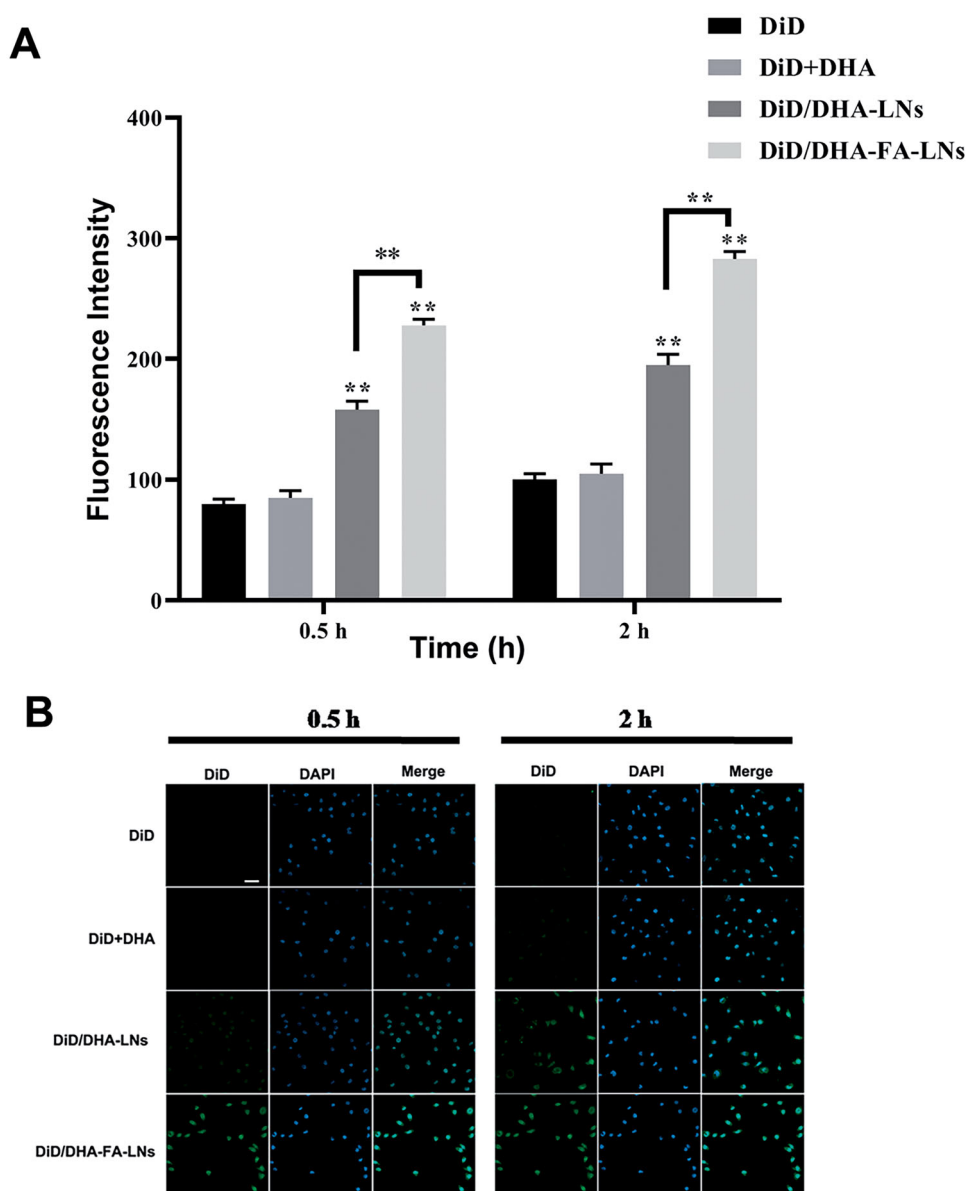 A
DiD
DiD+DHA
DiD/DHA-LNs
DiD/DHA-FA-LNs
400
300
200
100
0
Fluorescence Intensity
**
**
**
**
**
**
0.5 h
2 h
Time (h)
B
0.5 h
2 h
DiD
DAPI
Merge
DiD
DAPI
Merge
DiD
DiD+DHA
DiD/DHA-LNs
DiD/DHA-FA-LNs